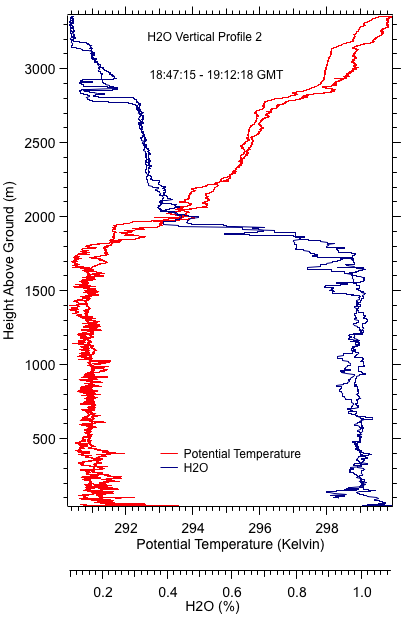 H2O Vertical Profile 2
18:47:15 - 19:12:18 GMT
3000
2500
2000
1500
1000
500
Height Above Ground (m)
Potential Temperature
H2O
292 294 296 298
Potential Temperature (Kelvin)
0.2 0.4 0.6 0.8 1.0
H2O (%)